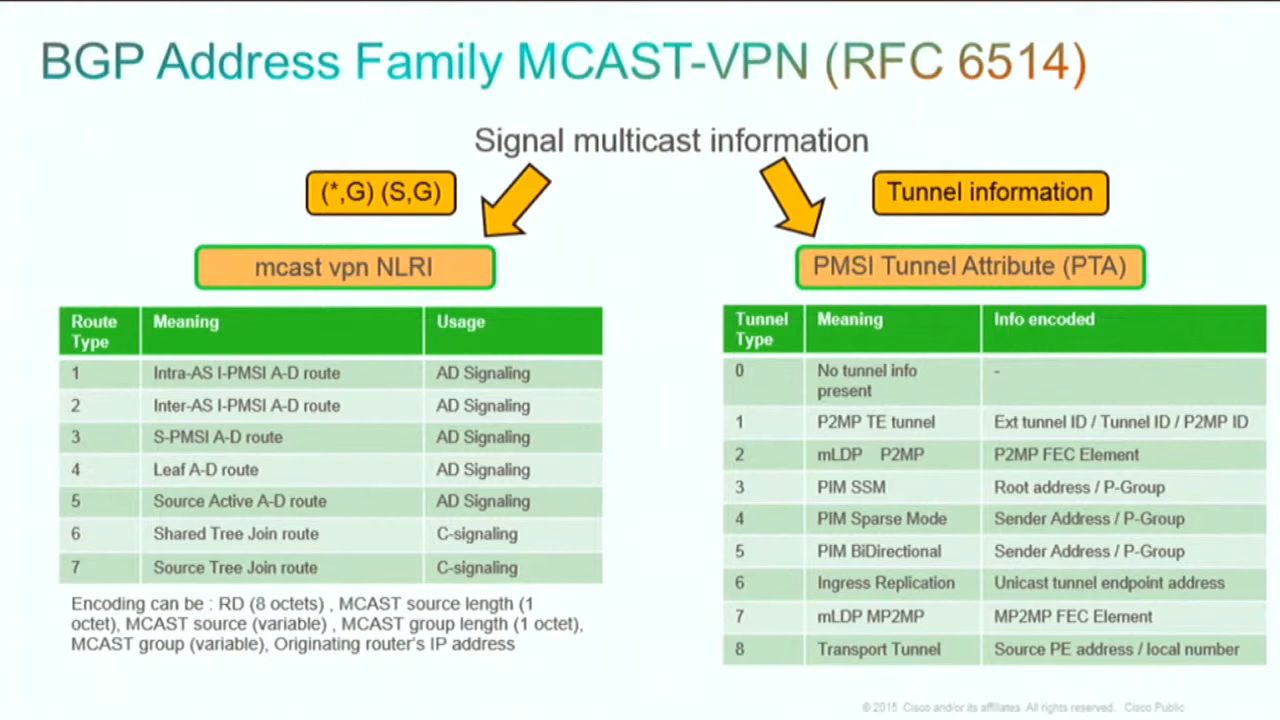 BGP Address Family MCAST-VPN (RFC 6514)
Signal multicast information
(*,G) (S,G)
Tunnel information
mcast vpn NLRI
PMSI Tunnel Attribute (PTA)
Route Type Meaning Usage
1 Intra-AS I-PMSI A-D route AD Signaling
2 Inter-AS I-PMSI A-D route AD Signaling
3 S-PMSI A-D route AD Signaling
4 Leaf A-D route AD Signaling
5 Source Active A-D route AD Signaling
6 Shared Tree Join route C-signaling
7 Source Tree Join route C-signaling
Encoding can be : RD (8 octets) , MCAST source length (1
octet), MCAST source (variable) , MCAST group length (1 octet),
MCAST group (variable), Originating router's IP address
Tunnel Type Meaning Info encoded
0 No tunnel info present -
1 P2MP TE tunnel Ext tunnel ID / Tunnel ID / P2MP ID
2 mLDP P2MP P2MP FEC Element
3 PIM SSM Root address / P-Group
4 PIM Sparse Mode Sender Address / P-Group
5 PIM BiDirectional Sender Address / P-Group
6 Ingress Replication Unicast tunnel endpoint address
7 mLDP MP2MP MP2MP FEC Element
8 Transport Tunnel Source PE address / local number
© 2015 Cisco and/or its affiliates. All rights reserved. Cisco Public